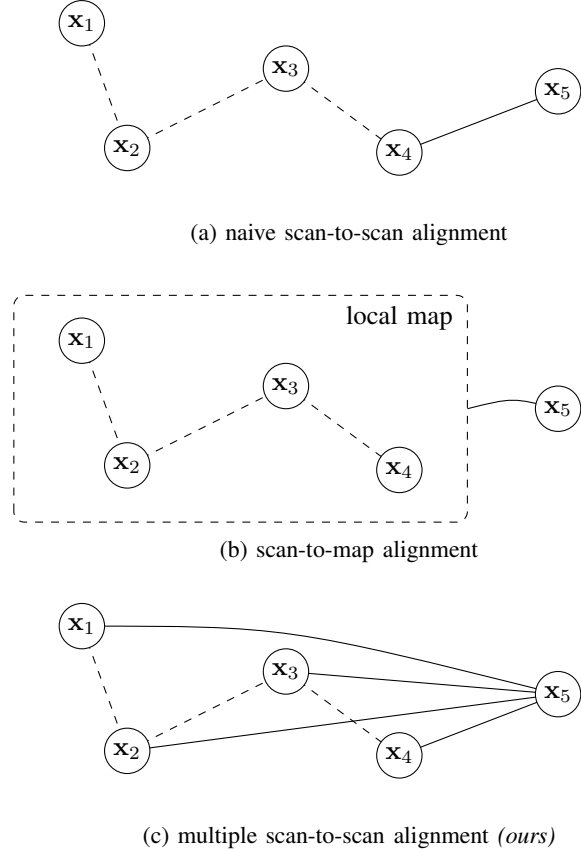 x₁
x₃
x₅
x₂
x₄
(a) naive scan-to-scan alignment
local map
x₁
x₃
x₅
x₂
x₄
(b) scan-to-map alignment
x₁
x₃
x₅
x₂
x₄
(c) multiple scan-to-scan alignment (ours)